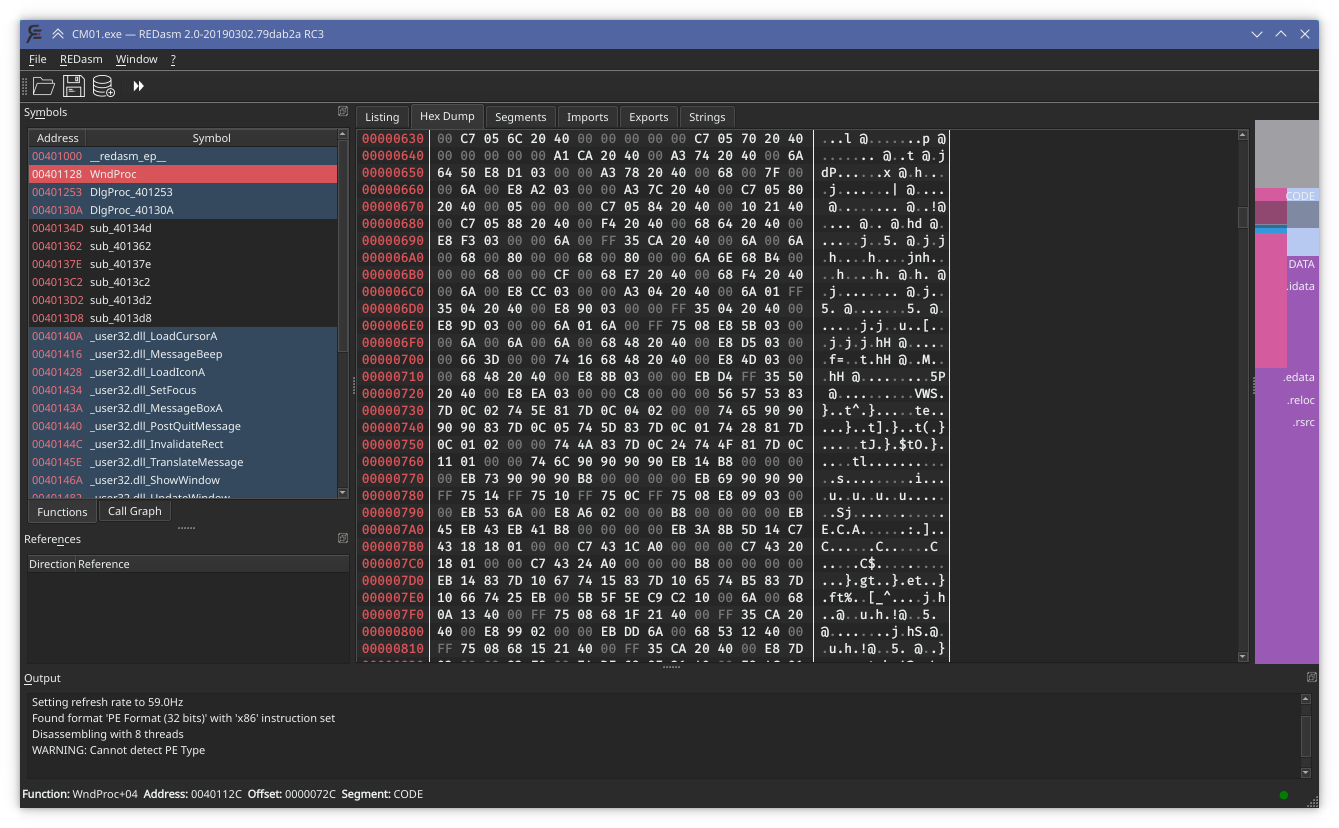 CM01.exe — REDasm 2.0-20190302.79dab2a RC3
File REDasm Window ?
Symbols
Address Symbol
00401000 __redasm_ep__
00401128 WndProc
00401253 DlgProc_401253
0040130A DlgProc_40130A
0040134D sub_40134d
00401362 sub_401362
0040137E sub_40137e
004013C2 sub_4013c2
004013D2 sub_4013d2
004013D8 sub_4013d8
0040140A _user32.dll_LoadCursorA
00401416 _user32.dll_MessageBeep
00401428 _user32.dll_LoadIconA
00401434 _user32.dll_SetFocus
0040143A _user32.dll_MessageBoxA
00401440 _user32.dll_PostQuitMessage
0040144C _user32.dll_InvalidateRect
0040145E _user32.dll_TranslateMessage
0040146A _user32.dll_ShowWindow
00401482 _user32.dll_UpdateWindow
Functions Call Graph
References
Direction Reference
Listing Hex Dump Segments Imports Exports Strings
00000630 00 C7 05 6C 20 40 00 00 00 00 00 C7 05 70 20 40 ...l @.......p @
00000640 00 00 00 00 00 A1 CA 20 40 00 A3 74 20 40 00 6A ....... @..t @.j
00000650 64 50 E8 D1 03 00 00 A3 78 20 40 00 68 00 7F 00 dP......x @.h...
00000660 00 6A 00 E8 A2 03 00 00 A3 7C 20 40 00 C7 05 80 .j.......| @....
00000670 20 40 00 05 00 00 00 C7 05 84 20 40 00 10 21 40 @........ @..!@
00000680 00 C7 05 88 20 40 00 F4 20 40 00 68 64 20 40 00 .... @.. @.hd @.
00000690 E8 F3 03 00 00 6A 00 FF 35 CA 20 40 00 6A 00 6A .....j..5. @.j.j
000006A0 00 68 00 80 00 00 68 00 80 00 00 6A 6E 68 B4 00 .h....h....jnh..
000006B0 00 00 68 00 00 CF 00 68 E7 20 40 00 68 F4 20 40 ..h....h. @.h. @
000006C0 00 6A 00 E8 CC 03 00 00 A3 04 20 40 00 6A 01 FF .j........ @.j..
000006D0 35 04 20 40 00 E8 90 03 00 00 FF 35 04 20 40 00 5. @.......5. @.
000006E0 E8 9D 03 00 00 6A 01 6A 00 FF 75 08 E8 5B 03 00 .....j.j..u..[..
000006F0 00 6A 00 6A 00 6A 00 68 48 20 40 00 E8 D5 03 00 .j.j.j.hH @.....
00000700 00 66 3D 00 00 74 16 68 48 20 40 00 E8 4D 03 00 .f=..t.hH @..M..
00000710 00 68 48 20 40 00 E8 8B 03 00 00 EB D4 FF 35 50 .hH @.........5P
00000720 20 40 00 E8 EA 03 00 00 C8 00 00 00 56 57 53 83 @..........VWS.
00000730 7D 0C 02 74 5E 81 7D 0C 04 02 00 00 74 65 90 90 }..t^.}.....te..
00000740 90 90 83 7D 0C 05 74 5D 83 7D 0C 01 74 28 81 7D ...}..t].}..t(.}
00000750 0C 01 02 00 00 74 4A 83 7D 0C 24 74 4F 81 7D 0C .....tJ.}.$tO.}.
00000760 11 01 00 00 74 6C 90 90 90 90 EB 14 B8 00 00 00 ....tl..........
00000770 00 EB 73 90 90 90 B8 00 00 00 00 EB 69 90 90 90 ..s.........i...
00000780 FF 75 14 FF 75 10 FF 75 0C FF 75 08 E8 09 03 00 .u..u..u..u.....
00000790 00 EB 53 6A 00 E8 A6 02 00 00 B8 00 00 00 00 EB ..Sj............
000007A0 45 EB 43 EB 41 B8 00 00 00 00 EB 3A 8B 5D 14 C7 E.C.A......:.]..
000007B0 43 18 18 01 00 00 C7 43 1C A0 00 00 00 C7 43 20 C......C......C
000007C0 18 01 00 00 C7 43 24 A0 00 00 00 B8 00 00 00 00 .....C$.........
000007D0 EB 14 83 7D 10 67 74 15 83 7D 10 65 74 B5 83 7D ...}.gt..}.et..}
000007E0 10 66 74 25 EB 00 5B 5F 5E C9 C2 10 00 6A 00 68 .ft%..[_^....j.h
000007F0 0A 13 40 00 FF 75 08 68 1F 21 40 00 FF 35 CA 20 ..@..u.h.!@..5.
00000800 40 00 E8 99 02 00 00 EB DD 6A 00 68 53 12 40 00 @........j.hS.@.
00000810 FF 75 08 68 15 21 40 00 FF 35 CA 20 40 00 E8 7D .u.h.!@..5. @..}
CODE
DATA
.idata
.edata
.reloc
.rsrc
Output
Setting refresh rate to 59.0Hz
Found format 'PE Format (32 bits)' with 'x86' instruction set
Disassembling with 8 threads
WARNING: Cannot detect PE Type
Function: WndProc+04 Address: 0040112C Offset: 0000072C Segment: CODE